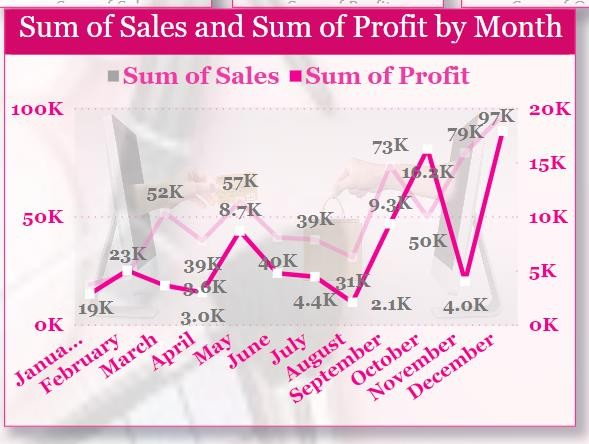 Sum of Sales and Sum of Profit by Month
Sum of Sales Sum of Profit
100K
50K
0K
20K
15K
10K
5K
0K
19K
23K
52K
39K
3.6K
3.0K
57K
8.7K
40K
39K
4.4K
31K
2.1K
73K
9.3K
16.2K
50K
79K
4.0K
97K
Janua...
February
March
April
May
June
July
August
September
October
November
December